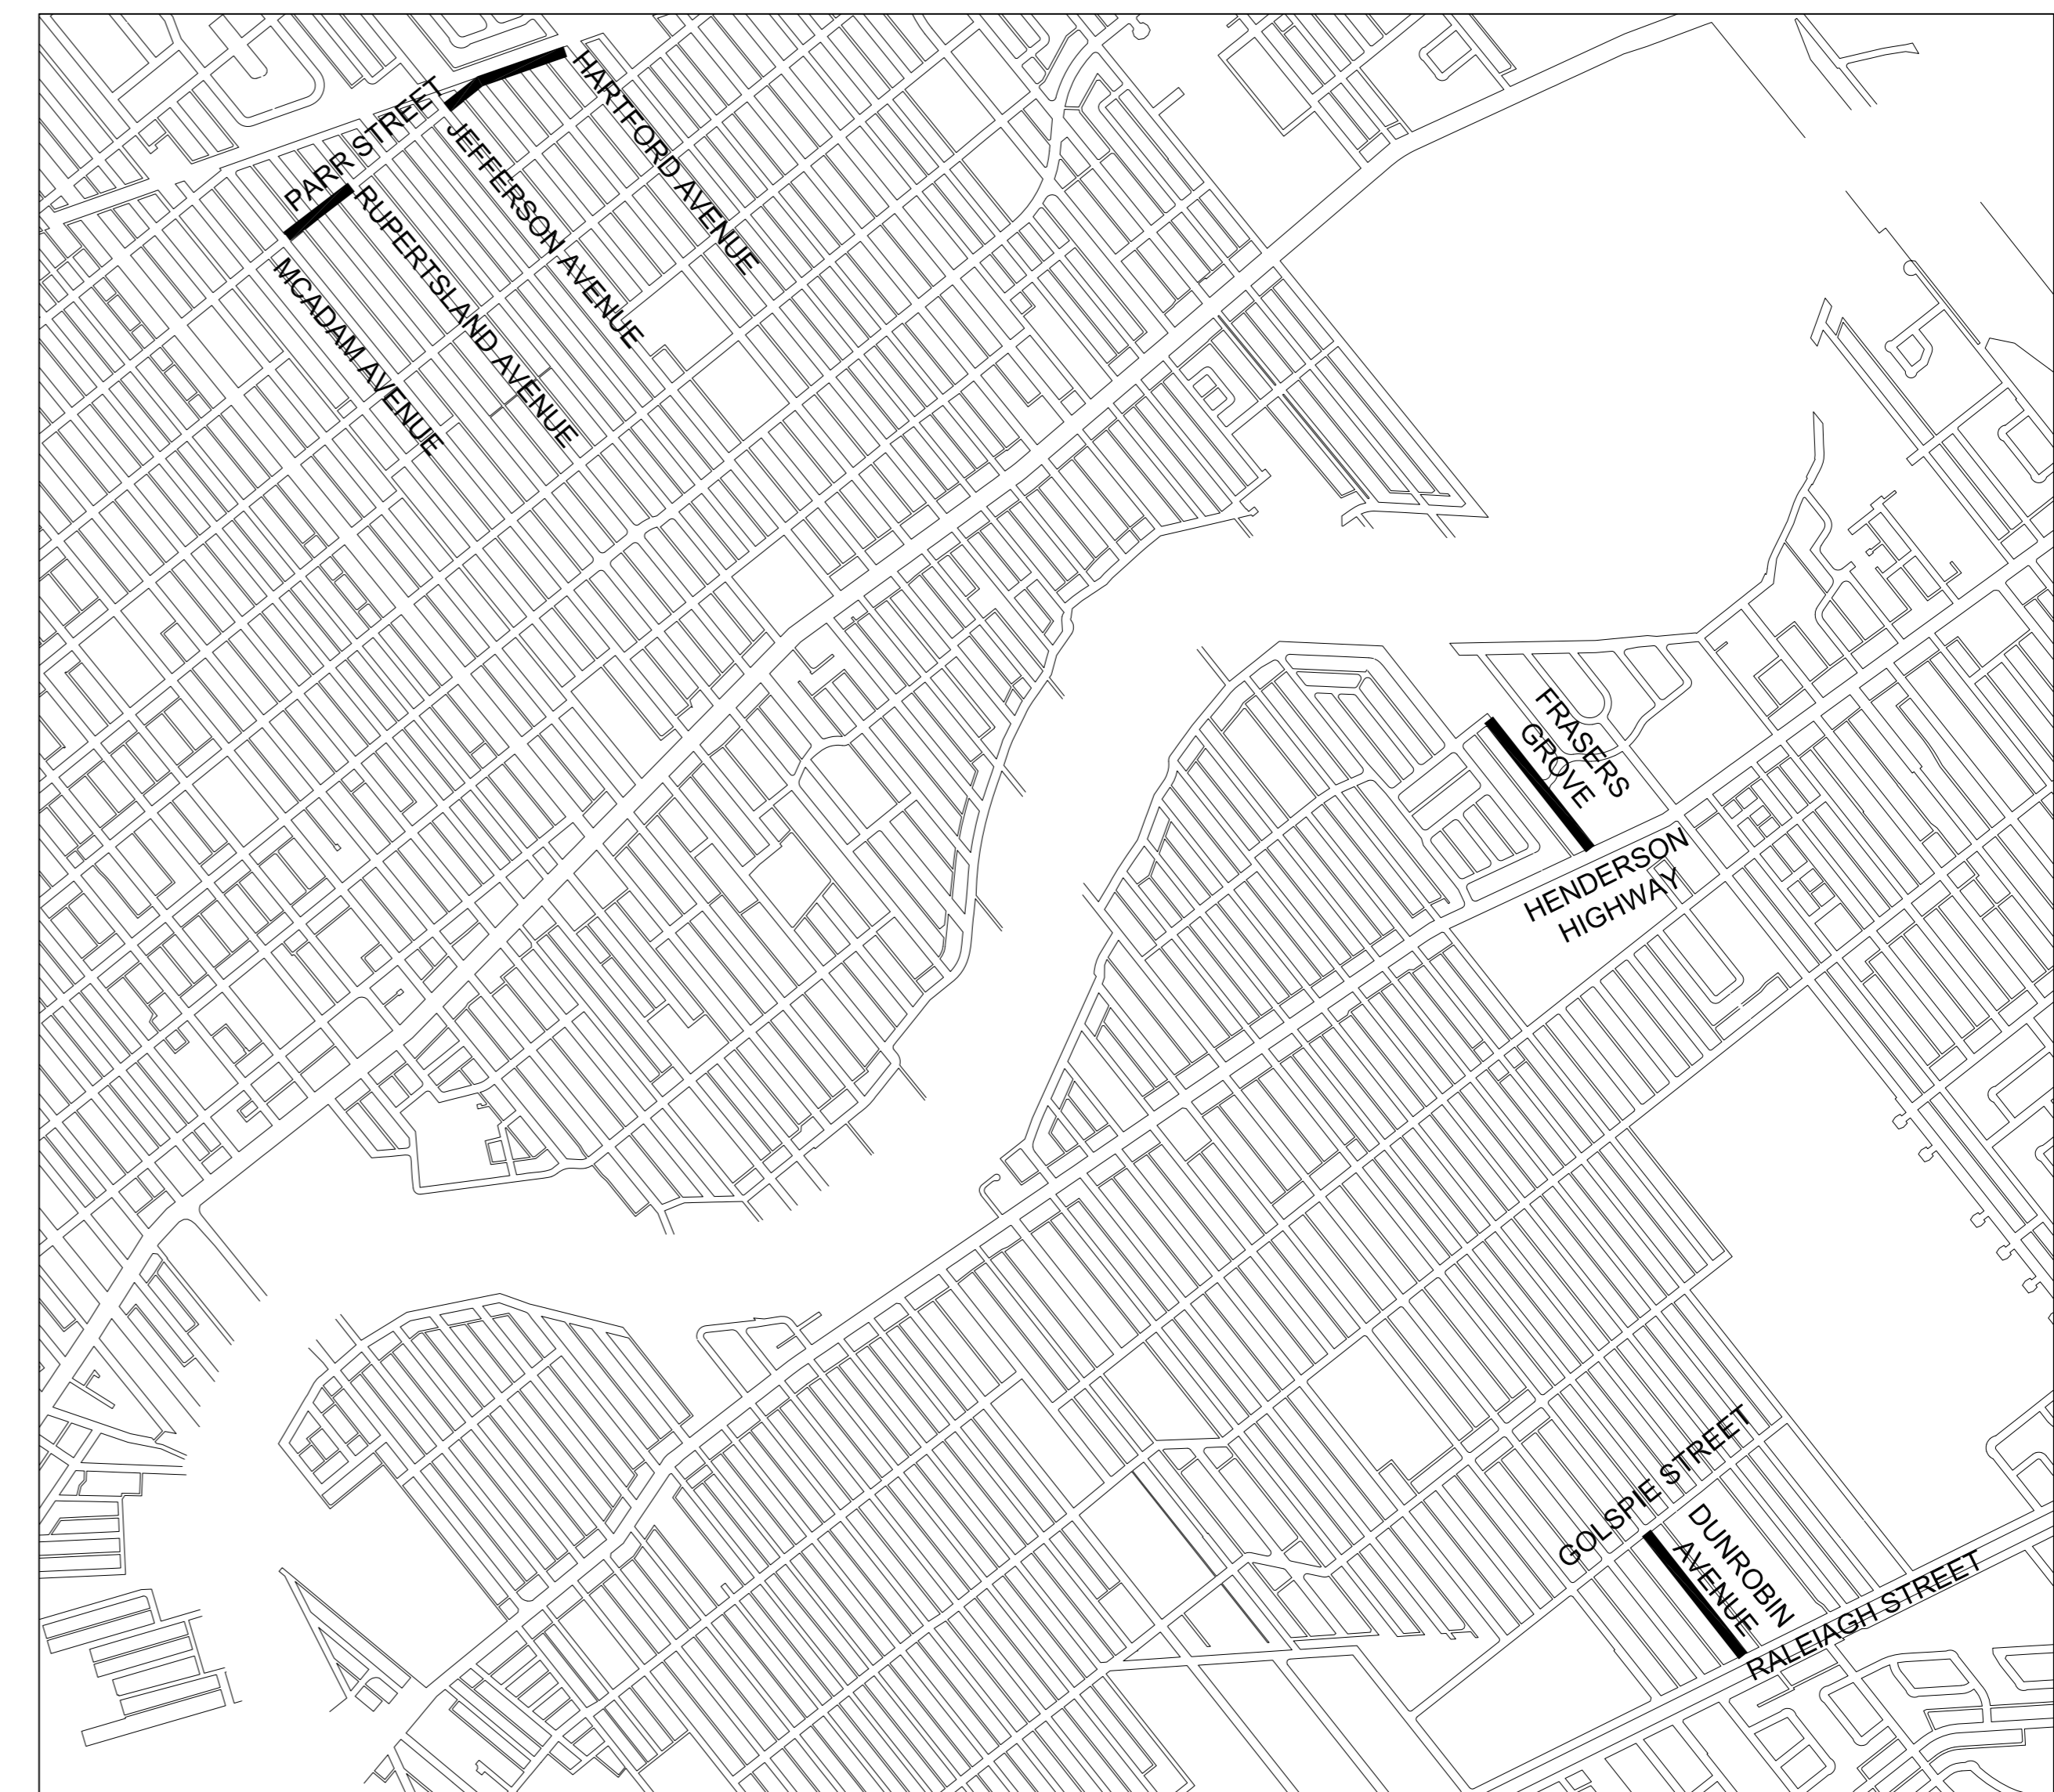 HARTFORD AVENUE
PARR STREET
JEFFERSON AVENUE
RUPERTSLAND AVENUE
MCADAM AVENUE
FRASERS
GROVE
HENDERSON
HIGHWAY
GOLSPIE STREET
DUNROBIN
AVENUE
RALEIAGH STREET